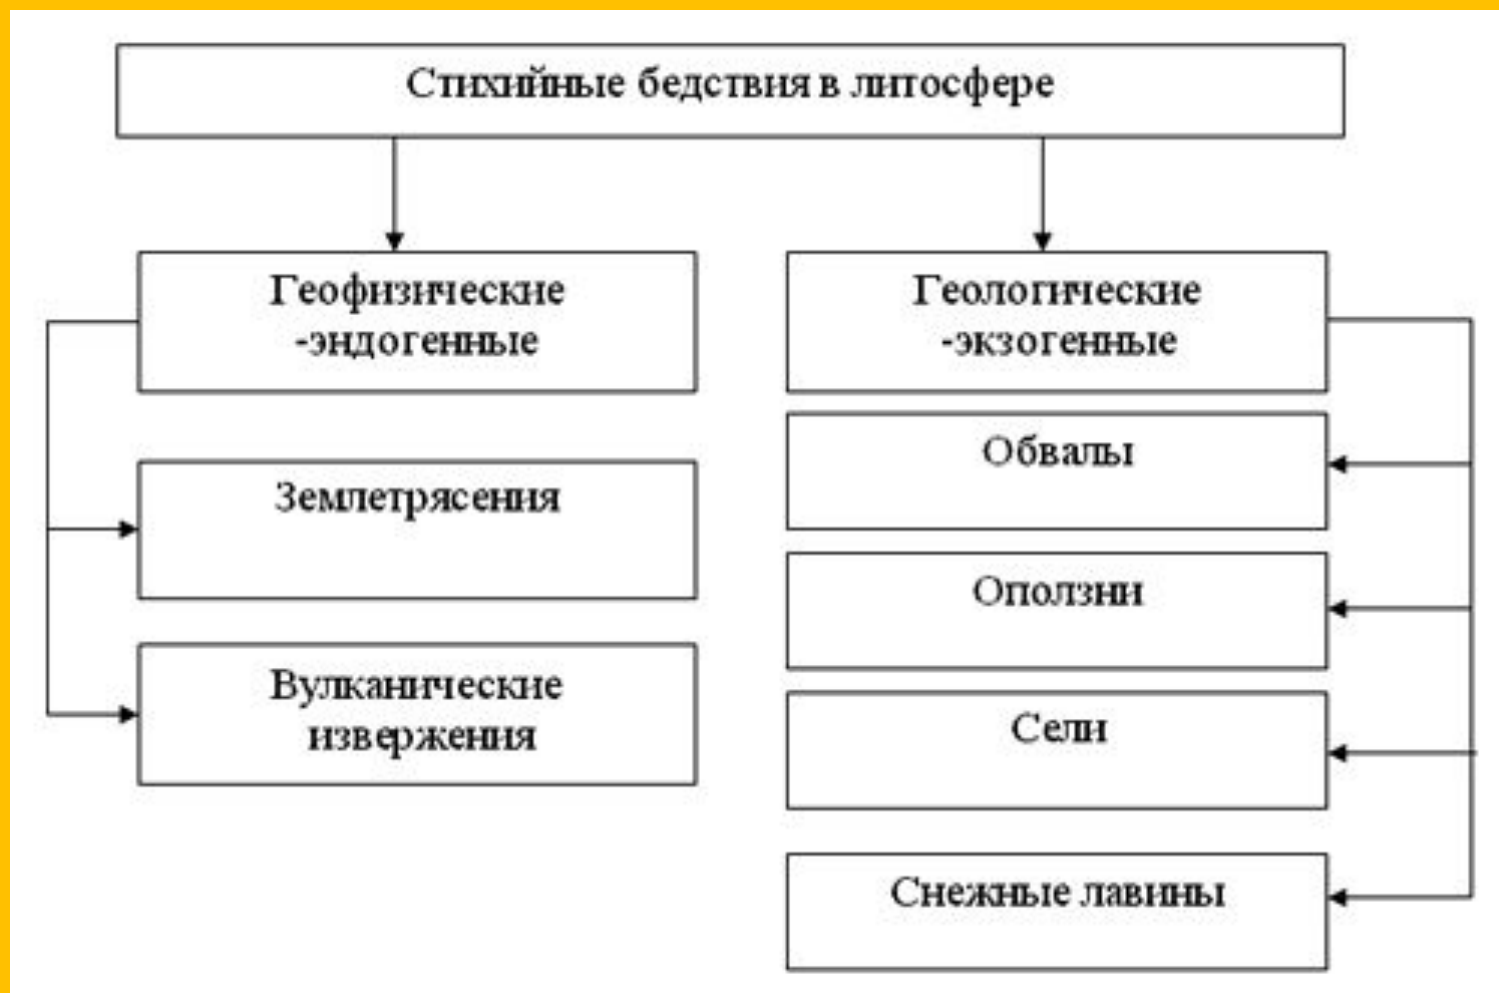 Стихийные бедствия в литосфере
Геофизические
-эндогенные
Землетрясения
Вулканические
извержения
Геологические
-экзогенные
Обвалы
Оползни
Сели
Снежные лавины